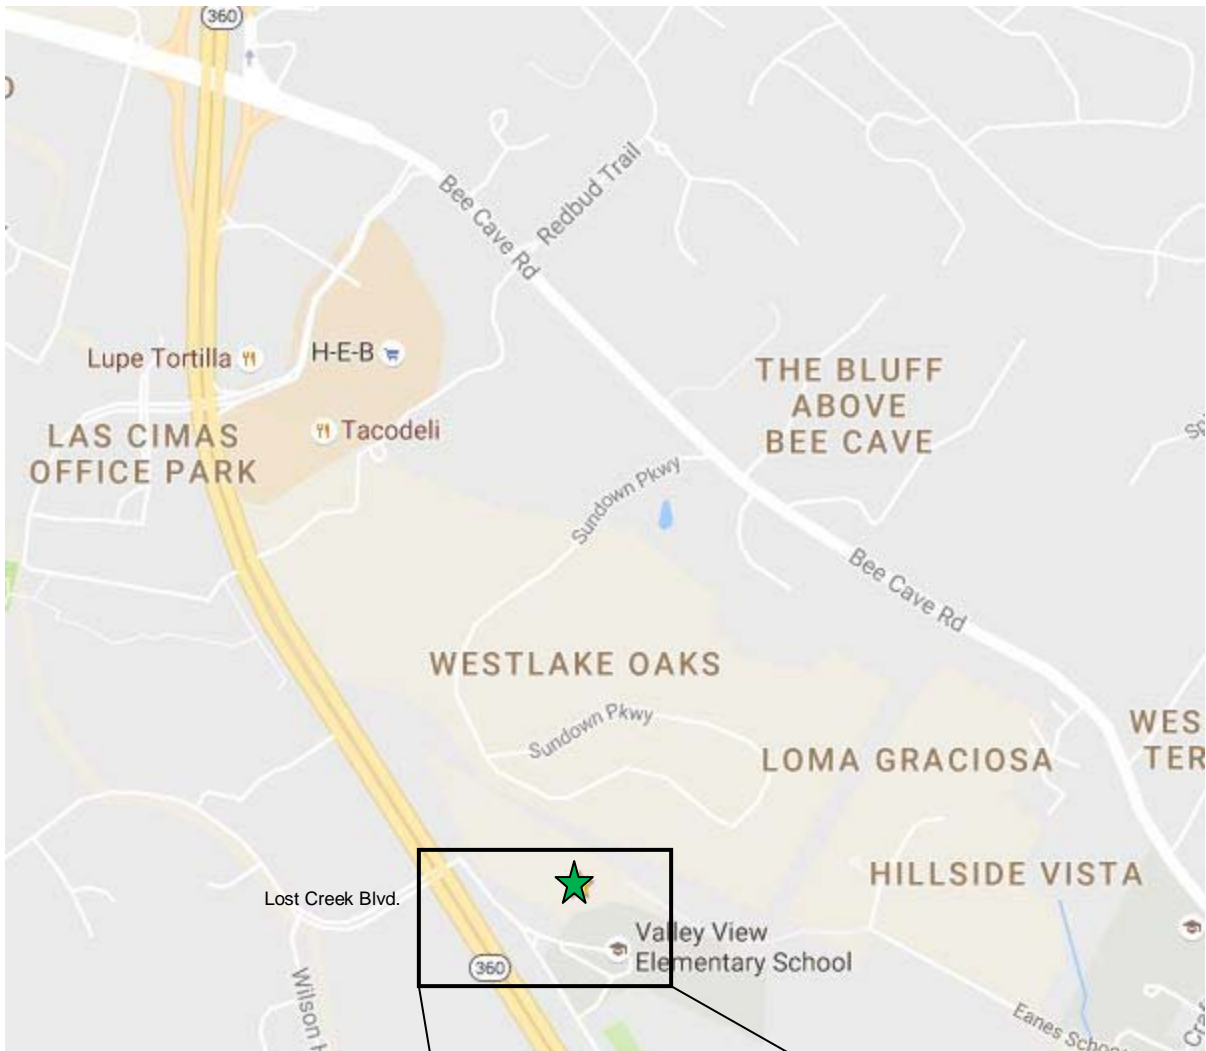 360
Bee Cave Rd
Redbud Trail
Lupe Tortilla
H-E-B
Tacodeli
LAS CIMAS
OFFICE PARK
THE BLUFF
ABOVE
BEE CAVE
Sundown Pkwy
Bee Cave Rd
WESTLAKE OAKS
Sundown Pkwy
LOMA GRACIOSA
WES
TER
HILLSIDE VISTA
Lost Creek Blvd.
Valley View
Elementary School
360
Wilson H
Eanes Schoo
Craf